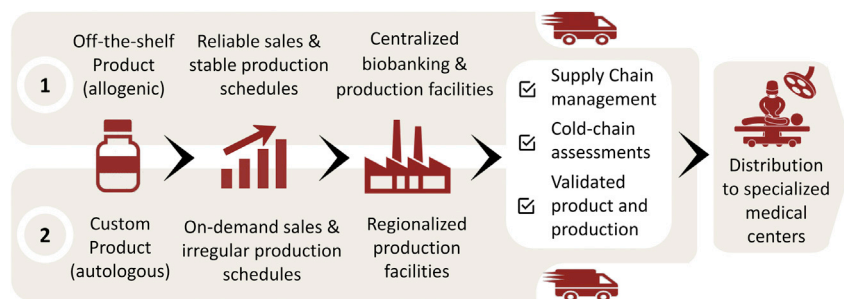 1
Off-the-shelf
Product
(allogenic)
Reliable sales &
stable production
schedules
Centralized
biobanking &
production facilities
2
Custom
Product
(autologous)
On-demand sales &
irregular production
schedules
Regionalized
production
facilities
Supply Chain
management
Cold-chain
assessments
Validated
product and
production
Distribution
to specialized
medical
centers